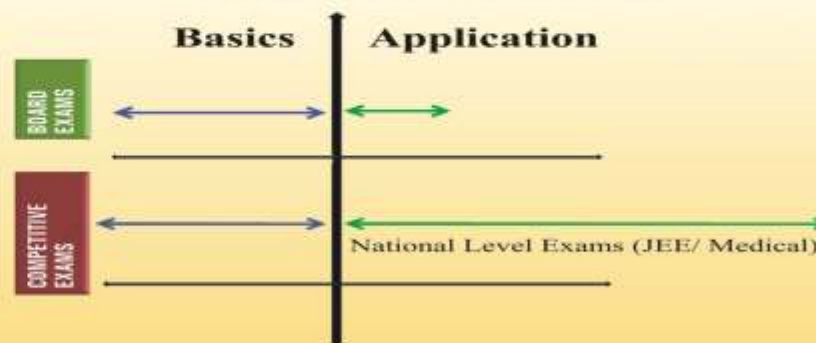 Basics
Application
BOARD
EXAMS
COMPETITIVE
EXAMS
National Level Exams (JEE/ Medical)